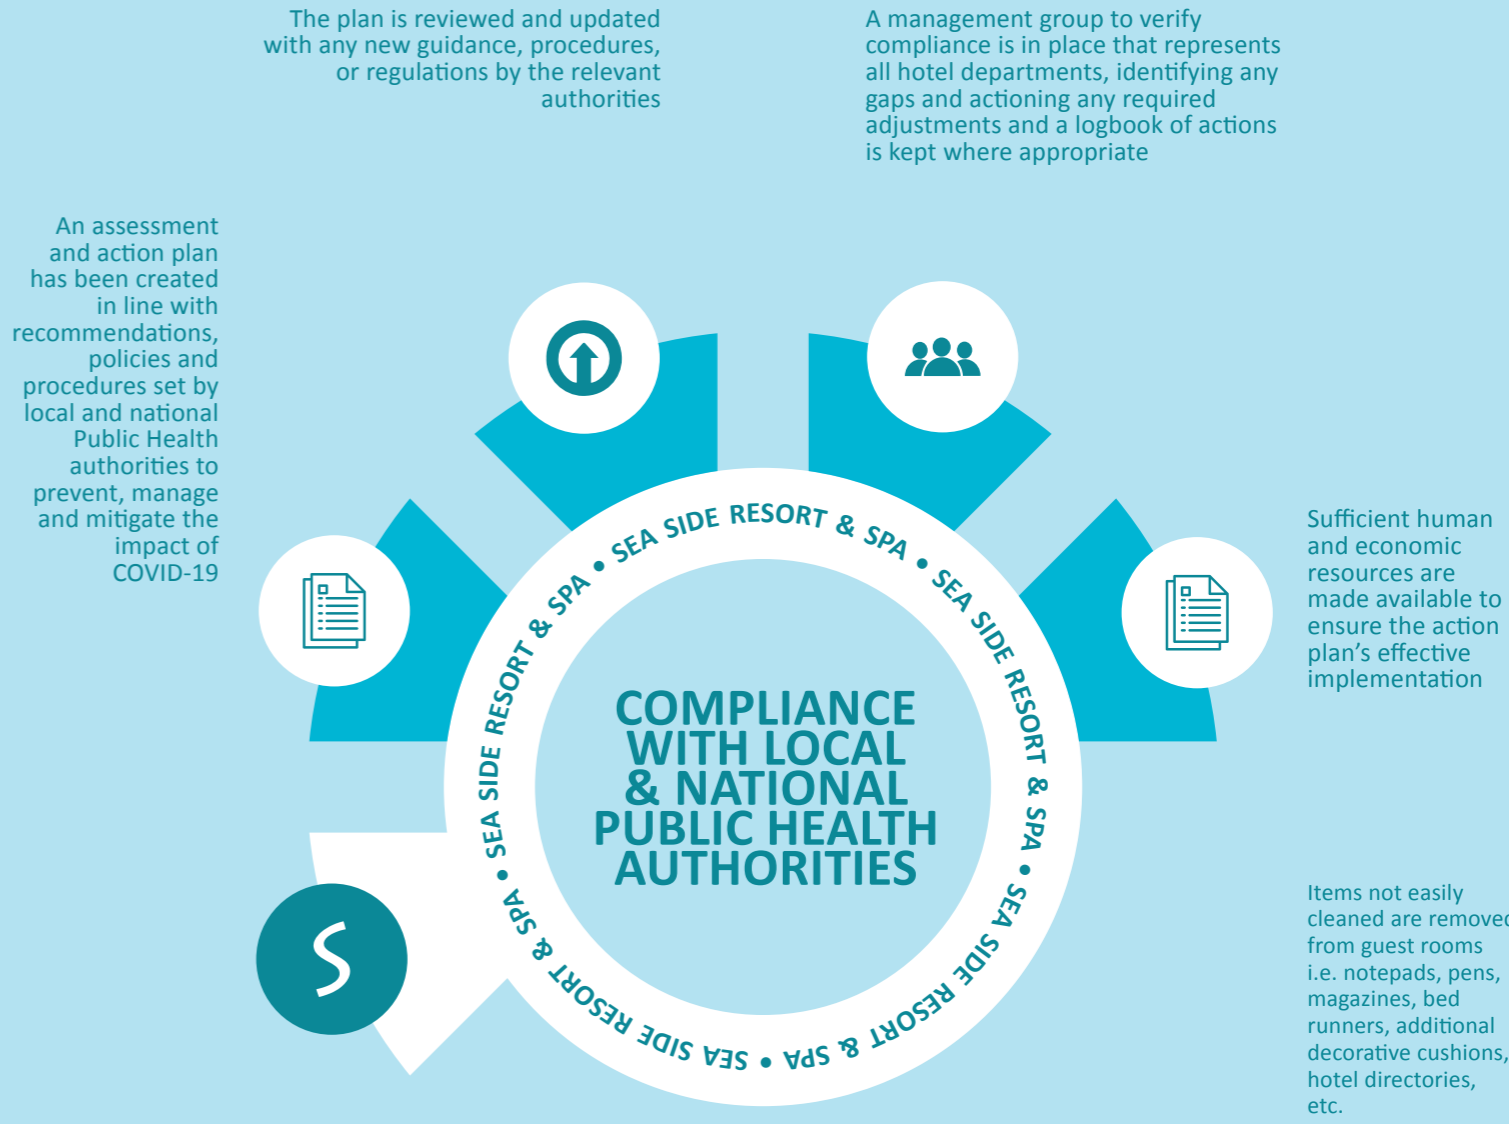 The plan is reviewed and updated
with any new guidance, procedures,
or regulations by the relevant
authorities
A management group to verify
compliance is in place that represents
all hotel departments, identifying any
gaps and actioning any required
adjustments and a logbook of actions
is kept where appropriate
An assessment
and action plan
has been created
in line with
recommendations,
policies and
procedures set by
local and national
Public Health
authorities to
prevent, manage
and mitigate the
impact of
COVID-19
Sufficient human
and economic
resources are
made available to
ensure the action
plan's effective
implementation
SEA SIDE RESORT & SPA • SEA SIDE RESORT & SPA • SEA SIDE RESORT & SPA • SEA SIDE RESORT & SPA • SEA SIDE RESORT & SPA •
COMPLIANCE
WITH LOCAL
& NATIONAL
PUBLIC HEALTH
AUTHORITIES
S
Items not easily
cleaned are removed
from guest rooms
i.e. notepads, pens,
magazines, bed
runners, additional
decorative cushions,
hotel directories,
etc.